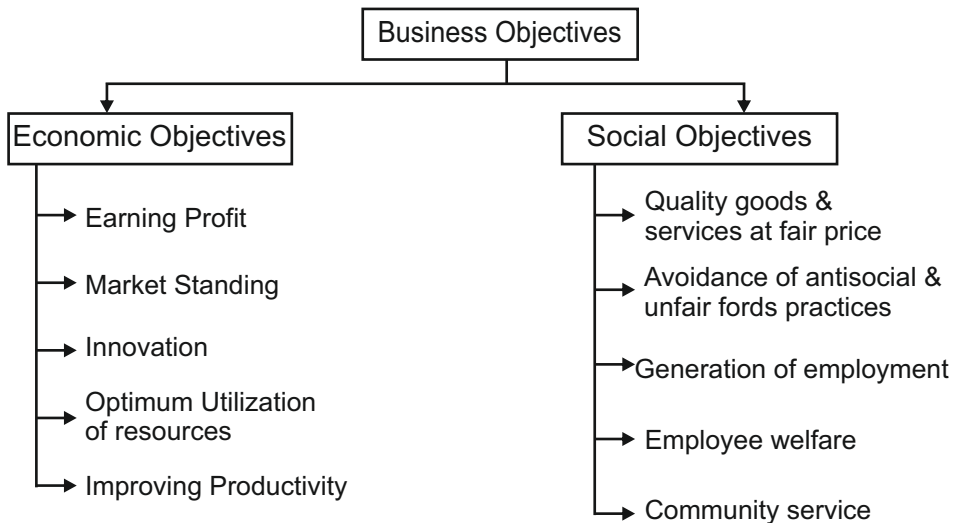 Business Objectives
Economic Objectives
Earning Profit
Market Standing
Innovation
Optimum Utilization
of resources
Improving Productivity
Social Objectives
Quality goods &
services at fair price
Avoidance of antisocial &
unfair fords practices
Generation of employment
Employee welfare
Community service